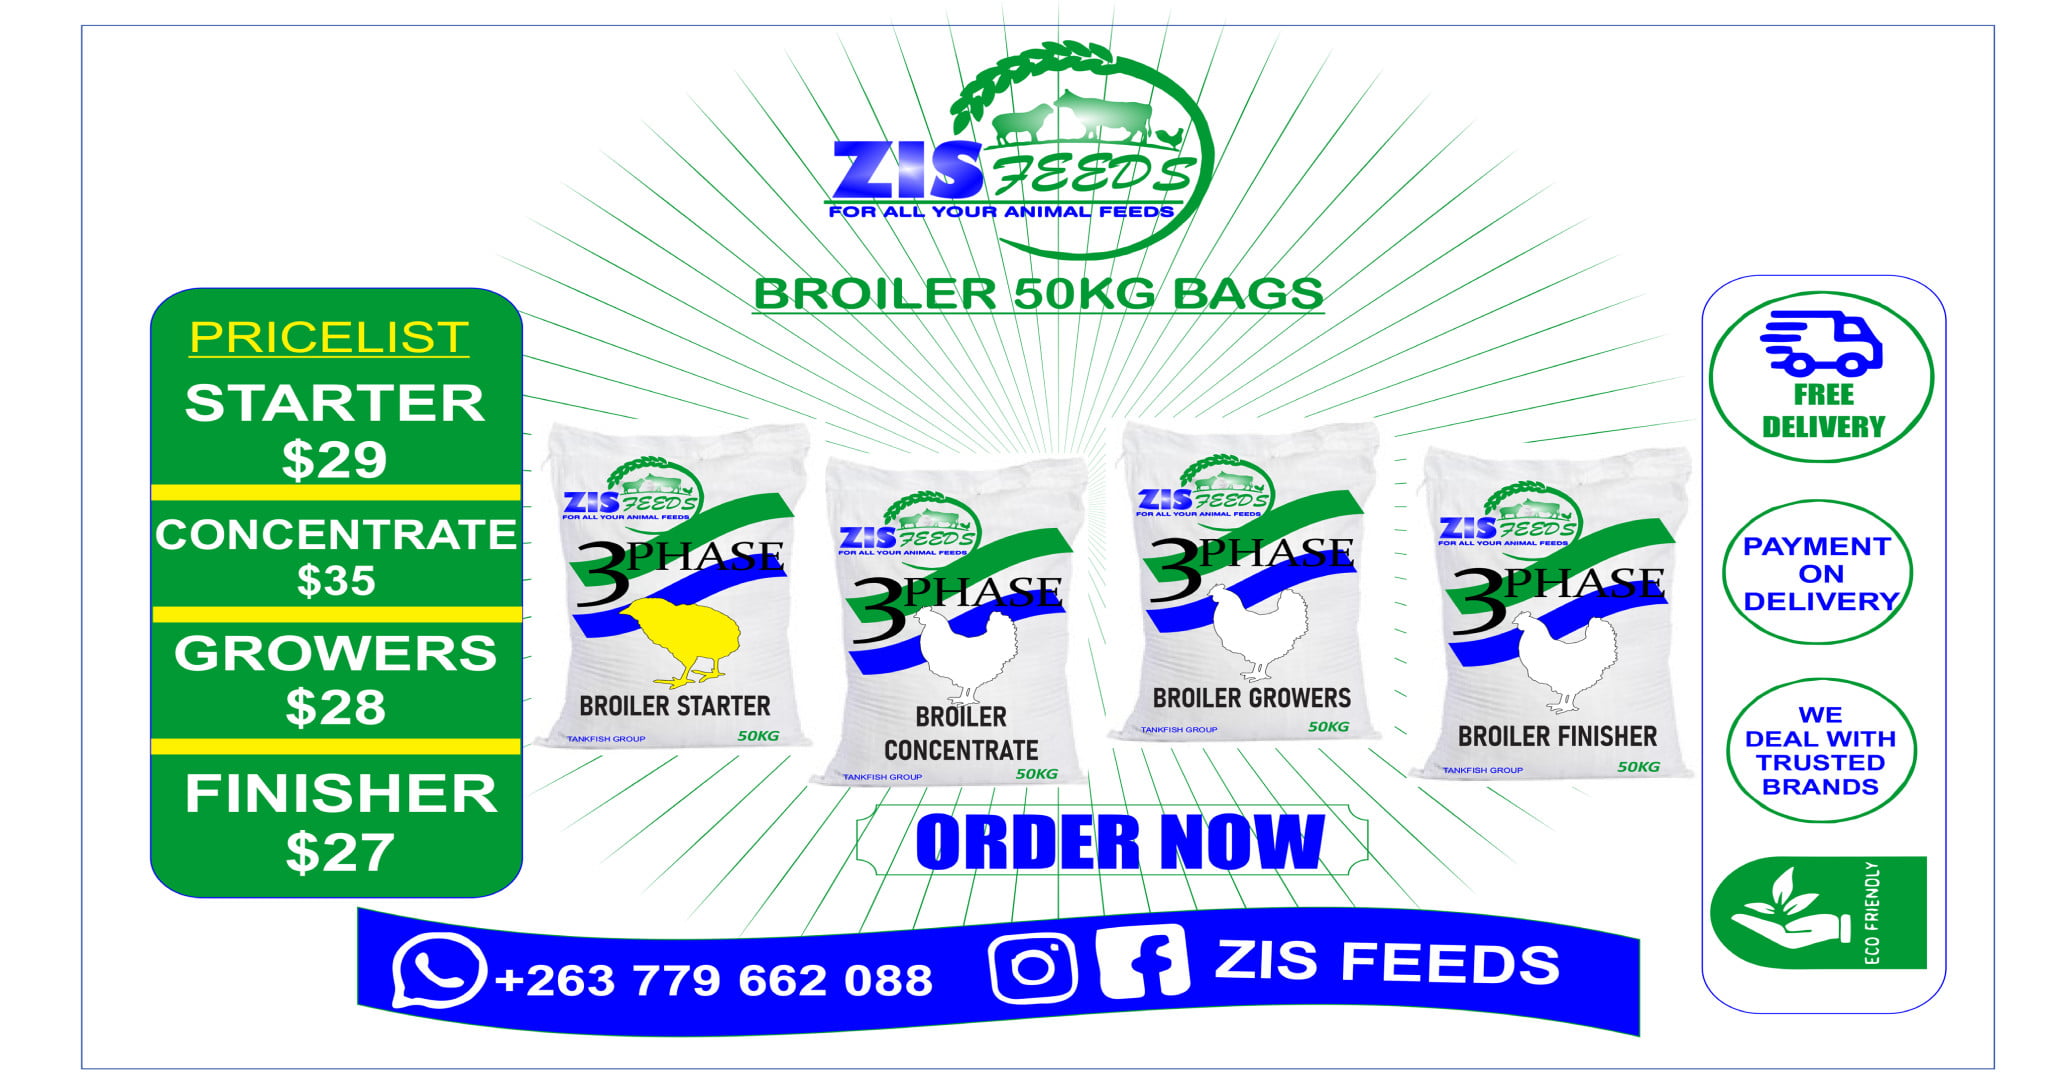 ZIS FEEDS
FOR ALL YOUR ANIMAL FEEDS
BROILER 50KG BAGS
PRICELIST
STARTER
$29
CONCENTRATE
$35
GROWERS
$28
FINISHER
$27
ZIS FEEDS
FOR ALL YOUR ANIMAL FEEDS
3PHASE
BROILER STARTER
TANKFISH GROUP
50KG
ZIS FEEDS
FOR ALL YOUR ANIMAL FEEDS
3PHASE
BROILER
CONCENTRATE
TANKFISH GROUP
50KG
ZIS FEEDS
FOR ALL YOUR ANIMAL FEEDS
3PHASE
BROILER GROWERS
TANKFISH GROUP
50KG
ZIS FEEDS
FOR ALL YOUR ANIMAL FEEDS
3PHASE
BROILER FINISHER
TANKFISH GROUP
50KG
FREE
DELIVERY
PAYMENT
ON
DELIVERY
WE
DEAL WITH
TRUSTED
BRANDS
ECO FRIENDLY
ORDER NOW
+263 779 662 088
ZIS FEEDS